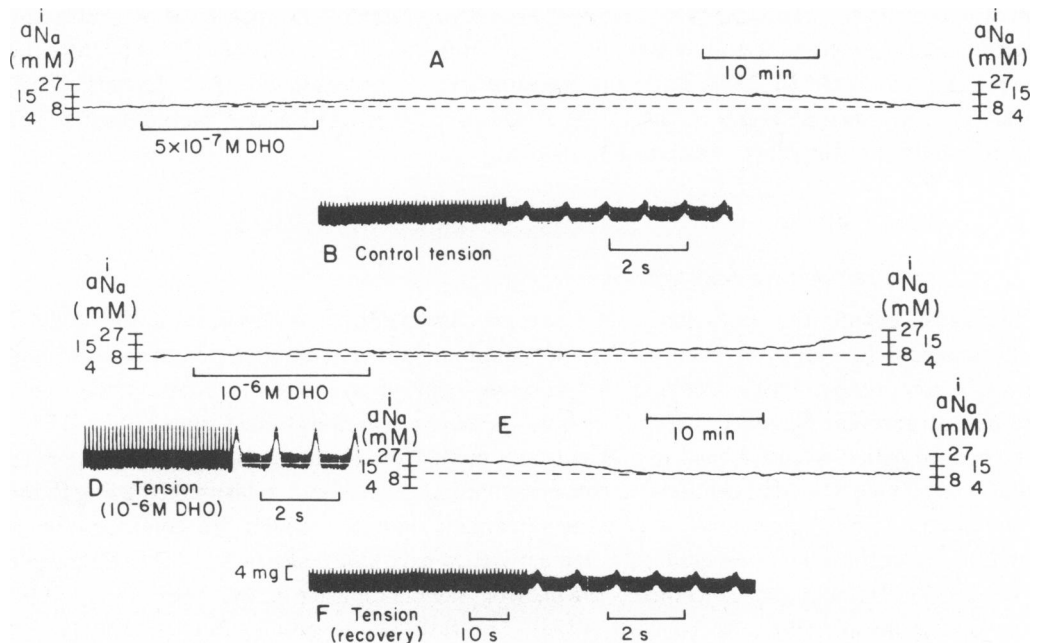 i
aNa
(mM)
27
15
8
4
A
10 min
i
aNa
(mM)
27
15
8
4
5×10⁻⁷ M DHO
B Control tension
2 s
i
aNa
(mM)
27
15
8
4
C
i
aNa
(mM)
27
15
8
4
10⁻⁶ M DHO
D Tension
(10⁻⁶ M DHO)
2 s
i
aNa
(mM)
27
15
8
4
E
10 min
i
aNa
(mM)
27
15
8
4
4 mg
F Tension
(recovery)
10 s
2 s